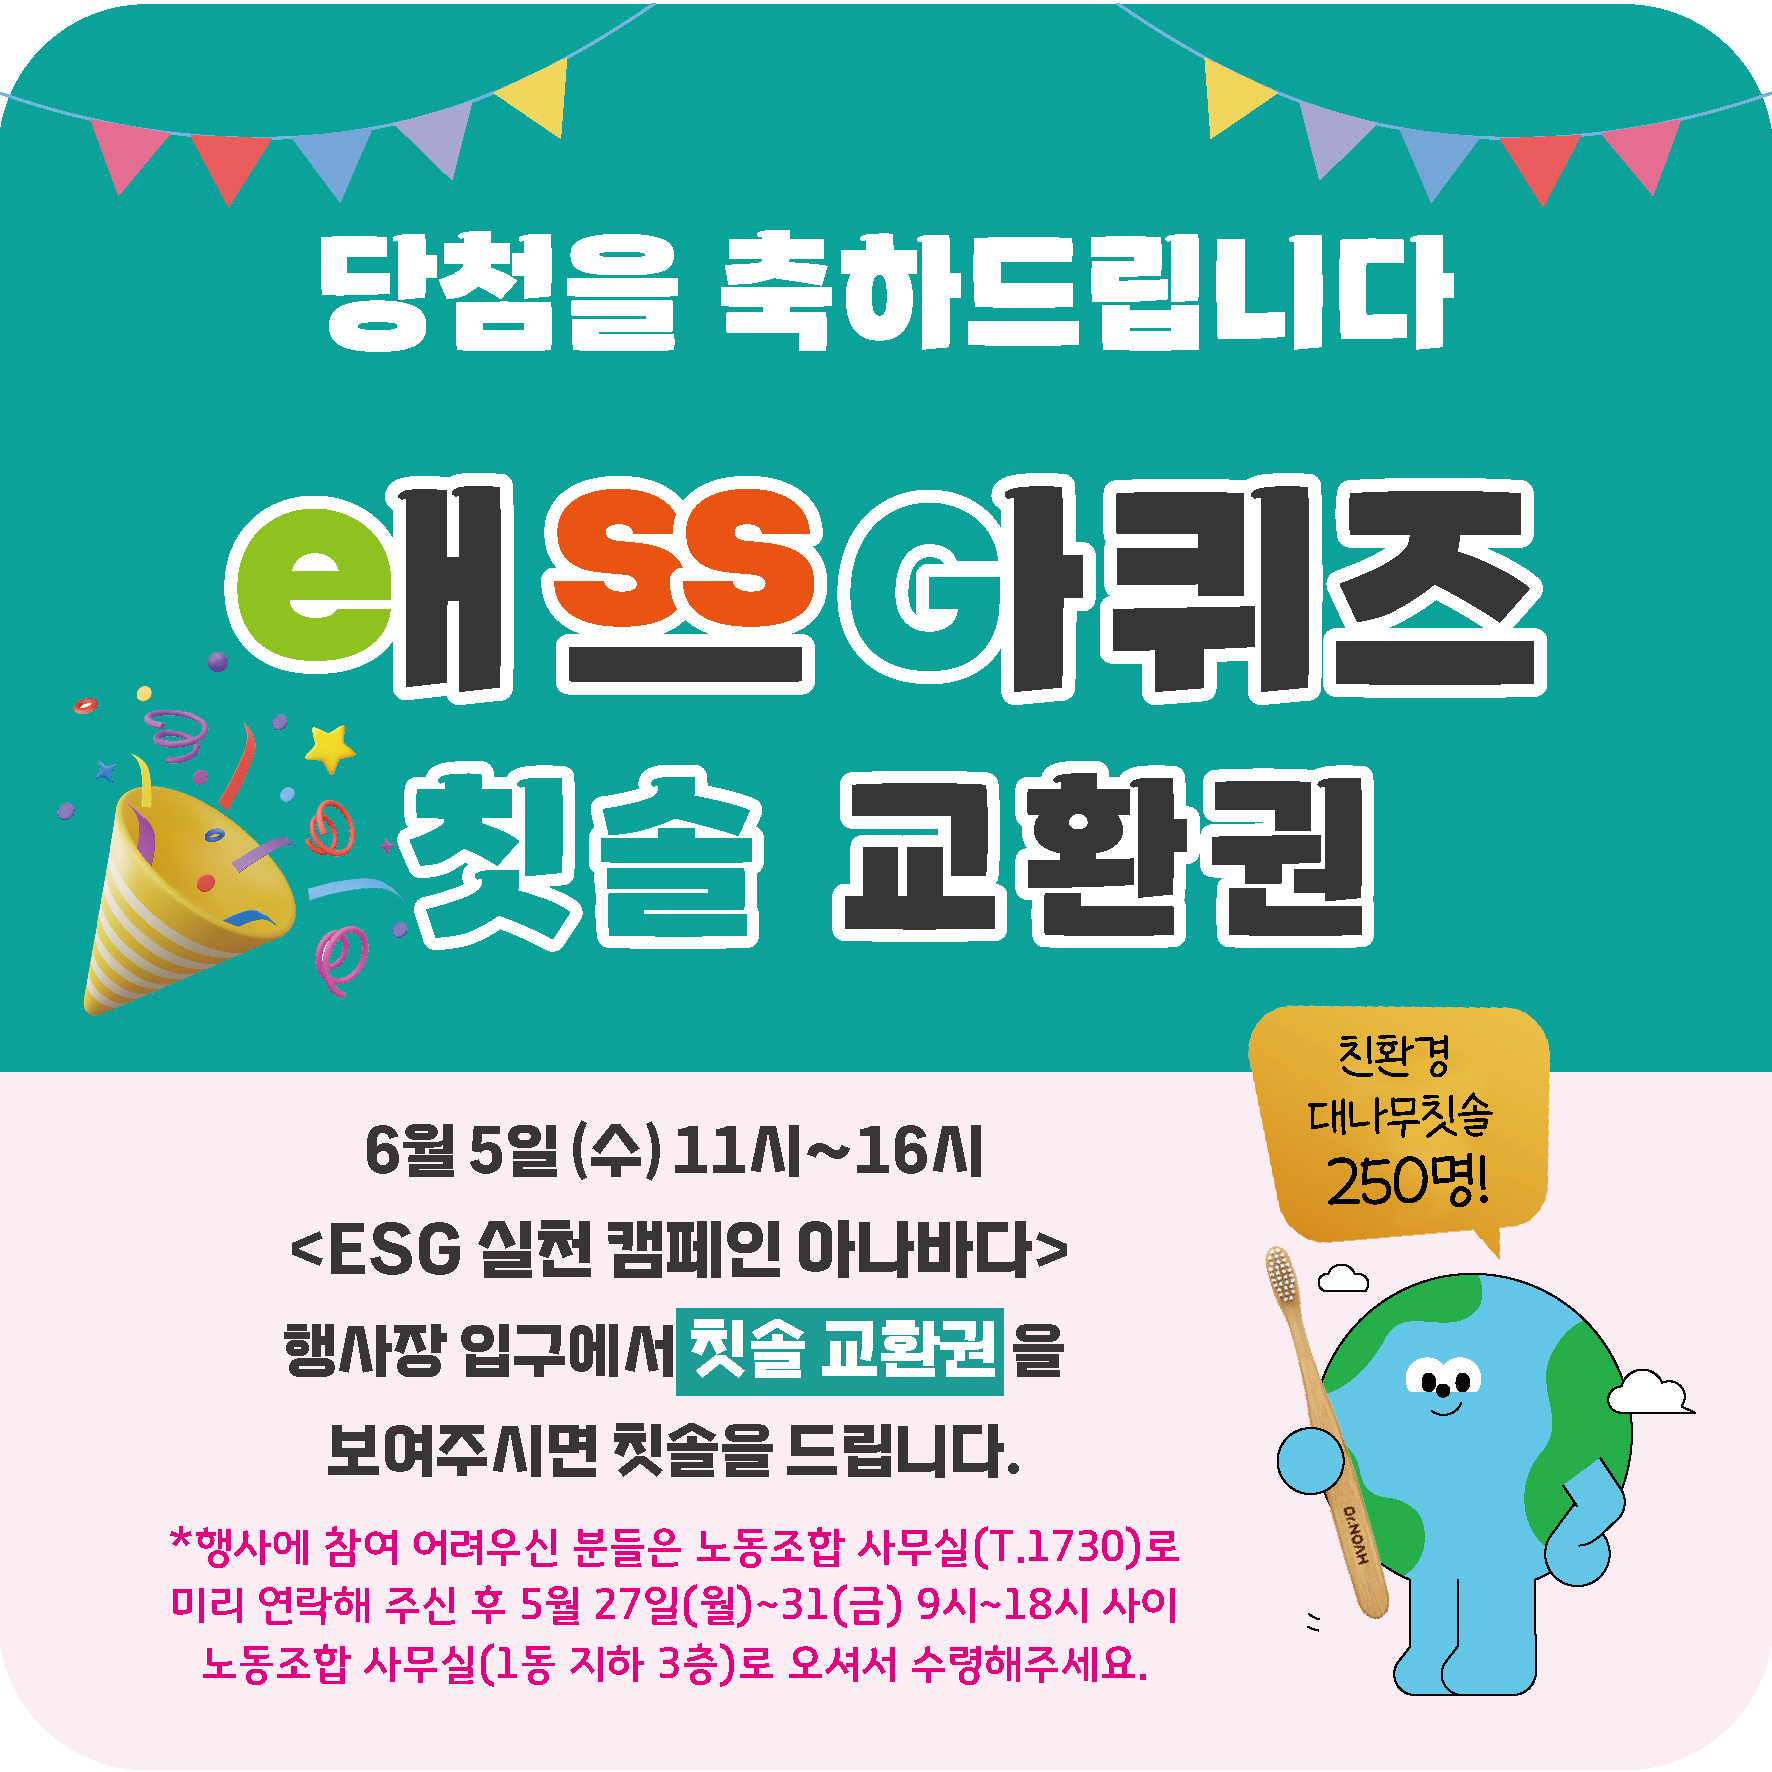 당첨을 축하드립니다
e애 쓰SS G아퀴즈
칫솔 교환권
친환경
대나무칫솔
250명!
6월 5일 (수) 11시~16시
<ESG 실천 캠페인 아나바다>
행사장 입구에서 칫솔 교환권 을
보여주시면 칫솔을 드립니다.
*행사에 참여 어려우신 분들은 노동조합 사무실(T.1730)로
미리 연락해 주신 후 5월 27일(월)~31(금) 9시~18시 사이
노동조합 사무실(1동 지하 3층)로 오셔서 수령해주세요.
Dr.NOAH